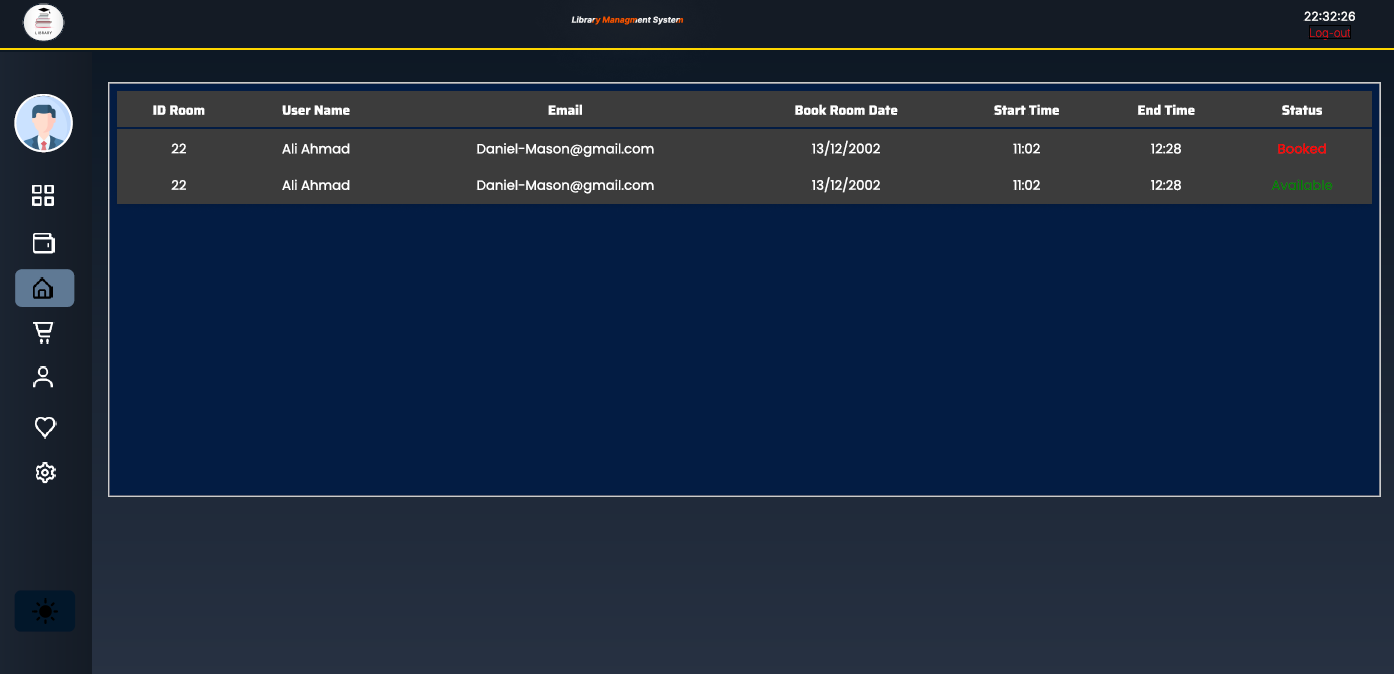 LIBRARY
Library Managment System
22:32:26
Log-out
ID Room User Name Email Book Room Date Start Time End Time Status
22 Ali Ahmad Daniel-Mason@gmail.com 13/12/2002 11:02 12:28 Booked
22 Ali Ahmad Daniel-Mason@gmail.com 13/12/2002 11:02 12:28 Available